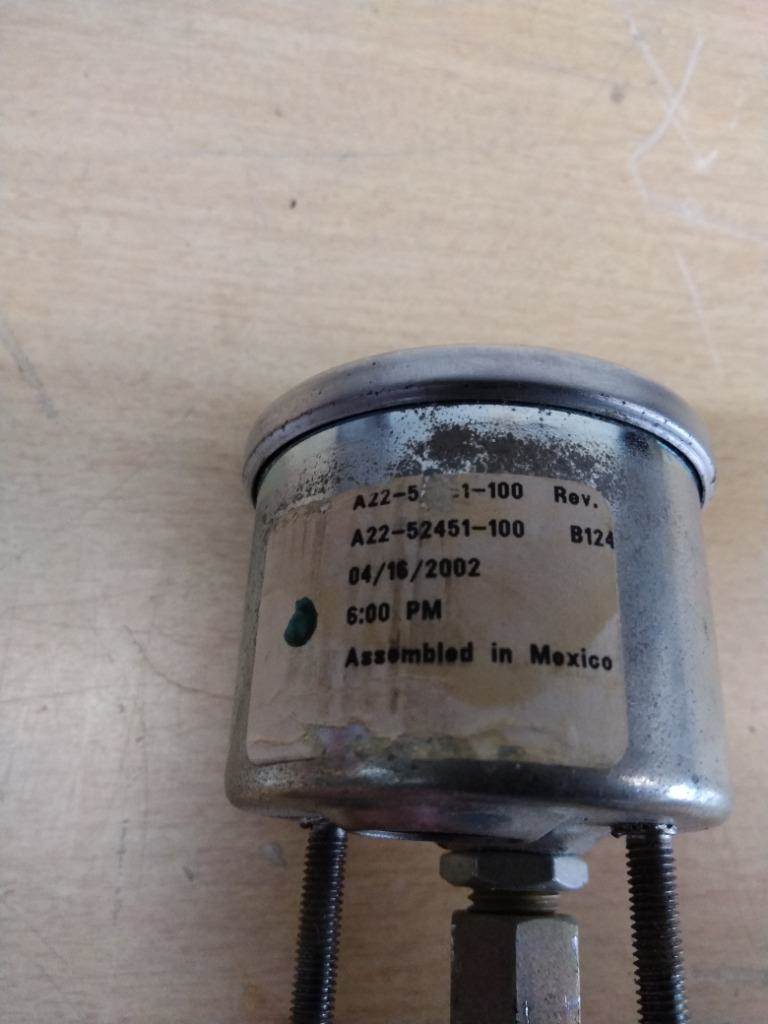 Rev.
A22-52451-100 B124
04/16/2002
6:00 PM
Assembled in Mexico